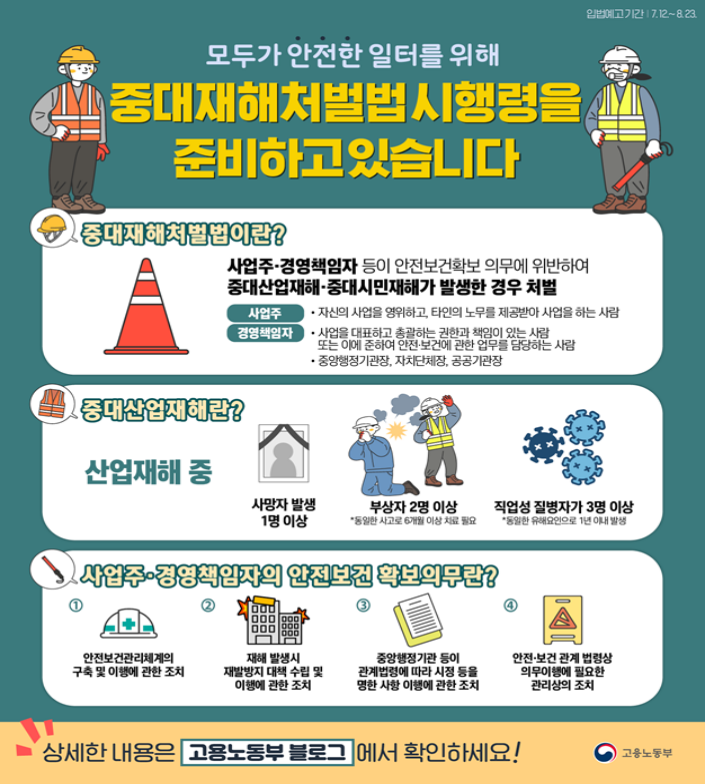 입법예고 기간 | 7.12.~8.23.
모두가 안전한 일터를 위해
중대재해처벌법 시행령을
준비하고 있습니다
중대재해처벌법이란?
사업주·경영책임자 등이 안전보건확보 의무에 위반하여
중대산업재해·중대시민재해가 발생한 경우 처벌
사업주 • 자신의 사업을 영위하고, 타인의 노무를 제공받아 사업을 하는 사람
경영책임자 • 사업을 대표하고 총괄하는 권한과 책임이 있는 사람
또는 이에 준하여 안전·보건에 관한 업무를 담당하는 사람
• 중앙행정기관장, 자치단체장, 공공기관장
중대산업재해란?
산업재해 중
사망자 발생
1명 이상
부상자 2명 이상
*동일한 사고로 6개월 이상 치료 필요
직업성 질병자가 3명 이상
*동일한 유해요인으로 1년 이내 발생
사업주·경영책임자의 안전보건 확보의무란?
①
안전보건관리체계의
구축 및 이행에 관한 조치
②
재해 발생시
재발방지 대책 수립 및
이행에 관한 조치
③
중앙행정기관 등이
관계법령에 따라 시정 등을
명한 사항 이행에 관한 조치
④
안전·보건 관계 법령상
의무이행에 필요한
관리상의 조치
상세한 내용은 고용노동부 블로그 에서 확인하세요!
고용노동부